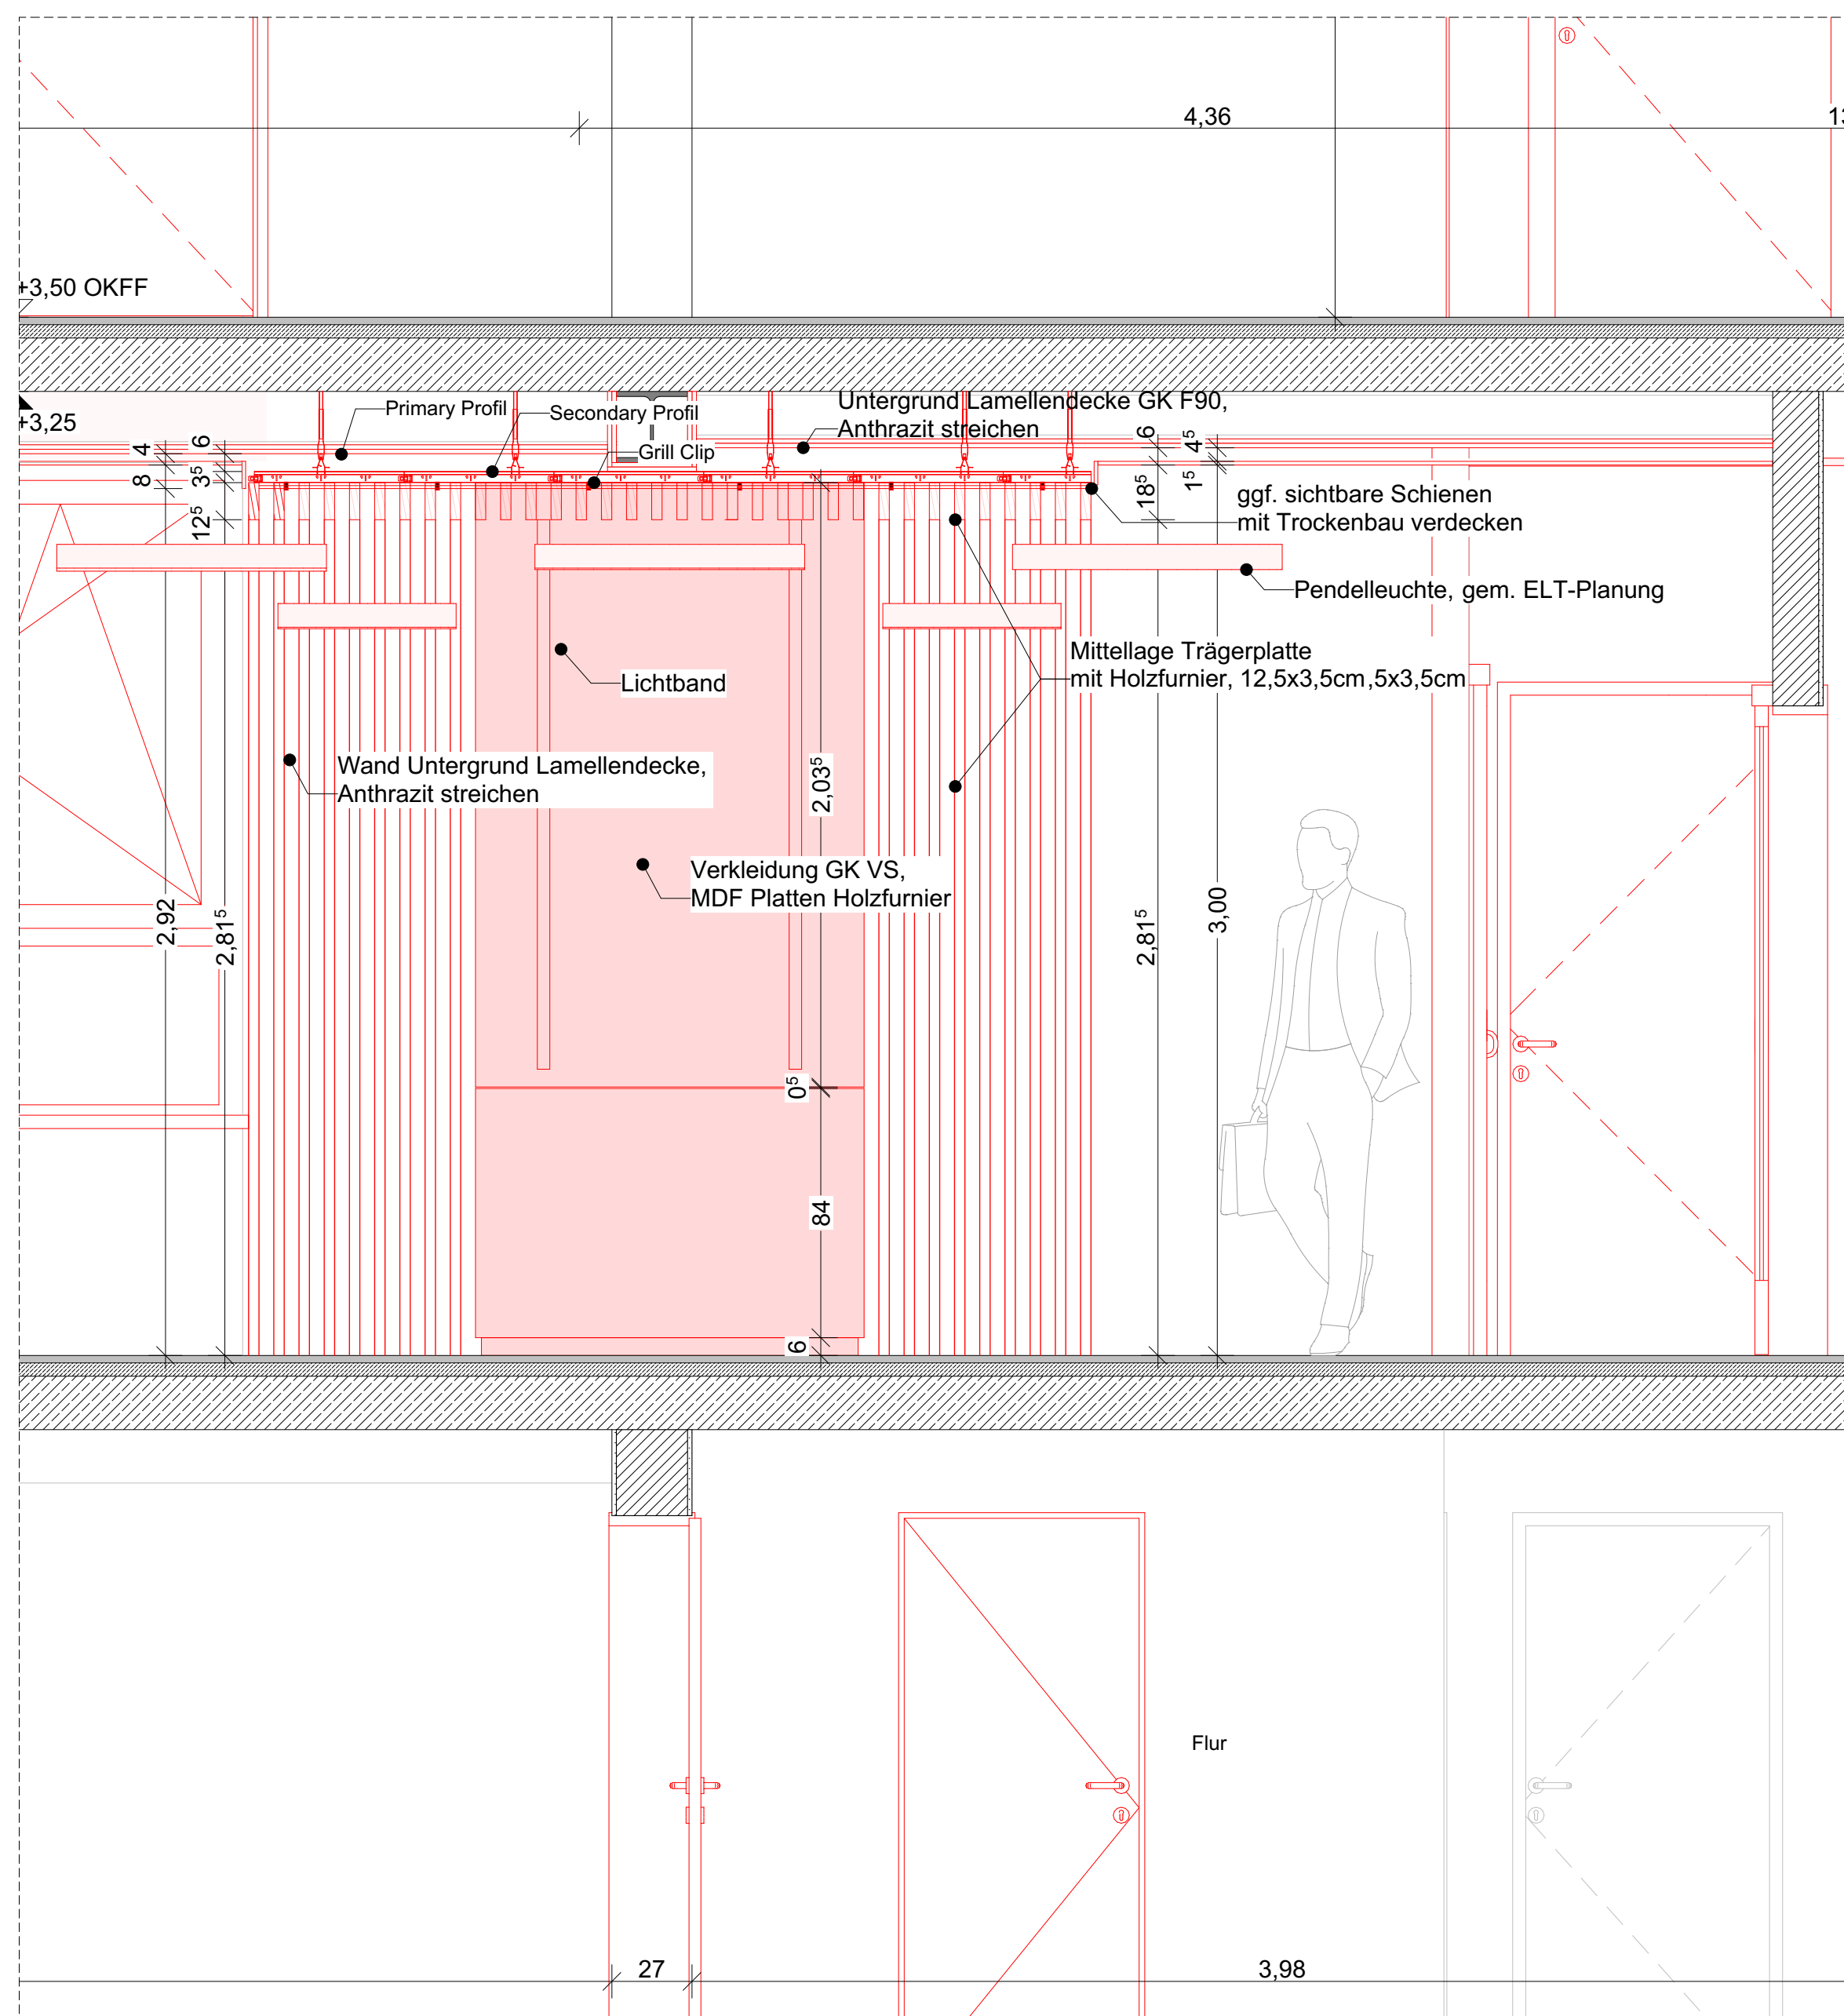 4,36
+3,50 OKFF
+3,25
Primary Profil
Secondary Profil
Grill Clip
Untergrund Lamellendecke GK F90,
Anthrazit streichen
4
6
8
3⁵
12⁵
6
4⁵
18⁵
1⁵
ggf. sichtbare Schienen
mit Trockenbau verdecken
Pendelleuchte, gem. ELT-Planung
Mittellage Trägerplatte
mit Holzfurnier, 12,5x3,5cm,5x3,5cm
Lichtband
Wand Untergrund Lamellendecke,
Anthrazit streichen
2,03⁵
Verkleidung GK VS,
MDF Platten Holzfurnier
2,92
2,81⁵
2,81⁵
3,00
0⁵
84
6
Flur
27
3,98